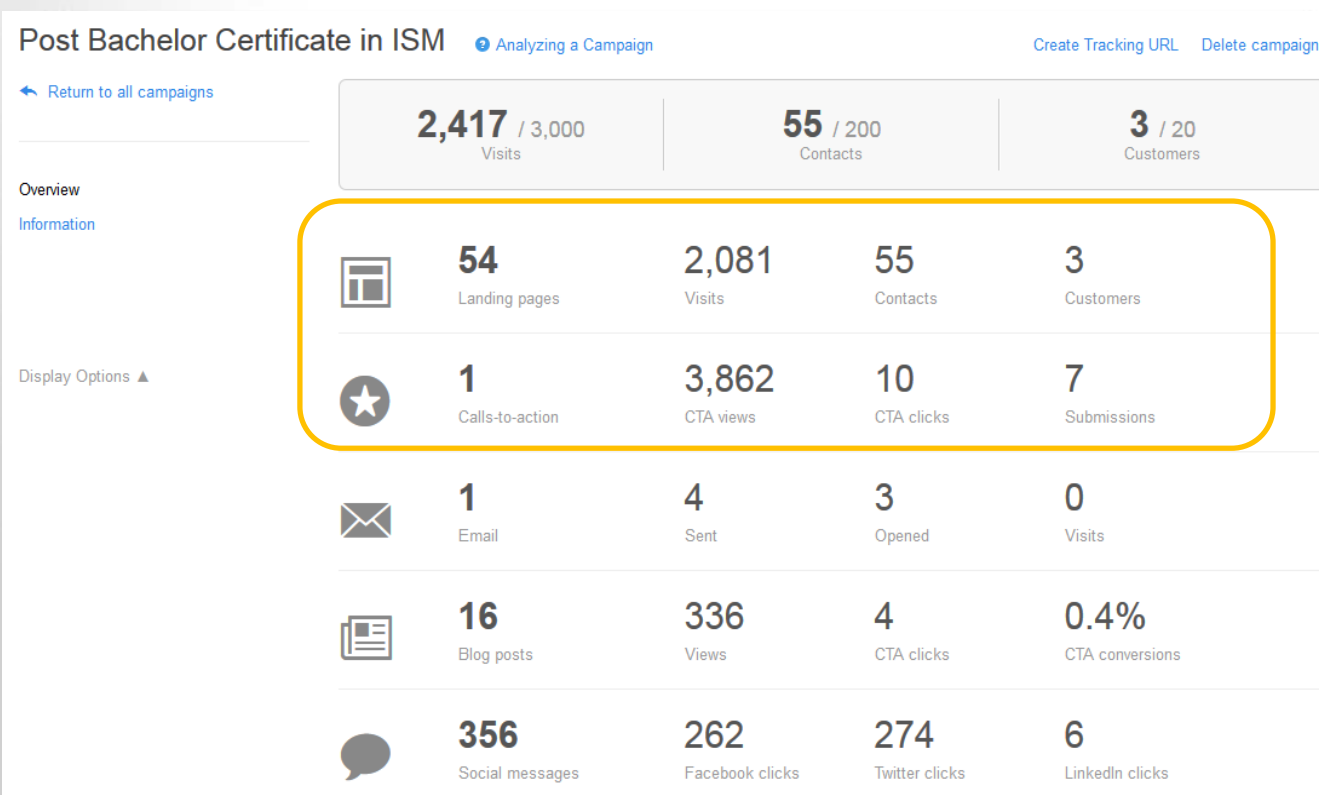 Post Bachelor Certificate in ISM ? Analyzing a Campaign Create Tracking URL Delete campaign
Return to all campaigns
2,417 / 3,000 55 / 200 3 / 20
Visits Contacts Customers
Overview
Information
54 2,081 55 3
Landing pages Visits Contacts Customers
Display Options ▲
1 3,862 10 7
Calls-to-action CTA views CTA clicks Submissions
1 4 3 0
Email Sent Opened Visits
16 336 4 0.4%
Blog posts Views CTA clicks CTA conversions
356 262 274 6
Social messages Facebook clicks Twitter clicks LinkedIn clicks